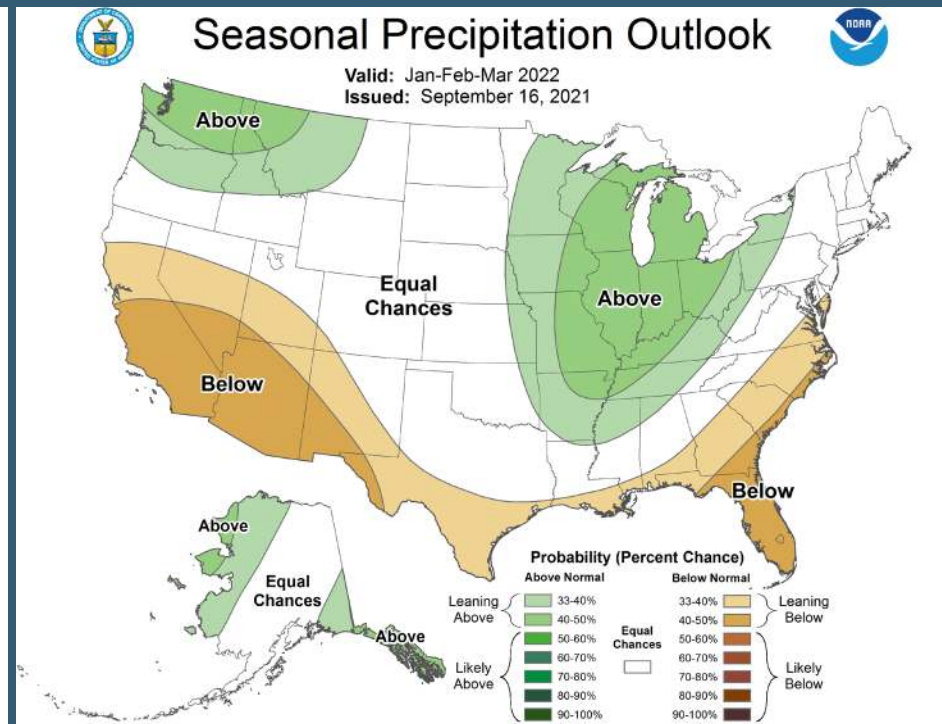 Seasonal Precipitation Outlook
NOAA
Valid: Jan-Feb-Mar 2022
Issued: September 16, 2021
Above
Equal
Chances
Above
Below
Below
Above
Equal
Chances
Above
Probability (Percent Chance)
Above Normal
Below Normal
Leaning
Above
33-40%
40-50%
Likely
Above
50-60%
60-70%
70-80%
80-90%
90-100%
Equal
Chances
33-40%
40-50%
Leaning
Below
50-60%
60-70%
70-80%
80-90%
90-100%
Likely
Below